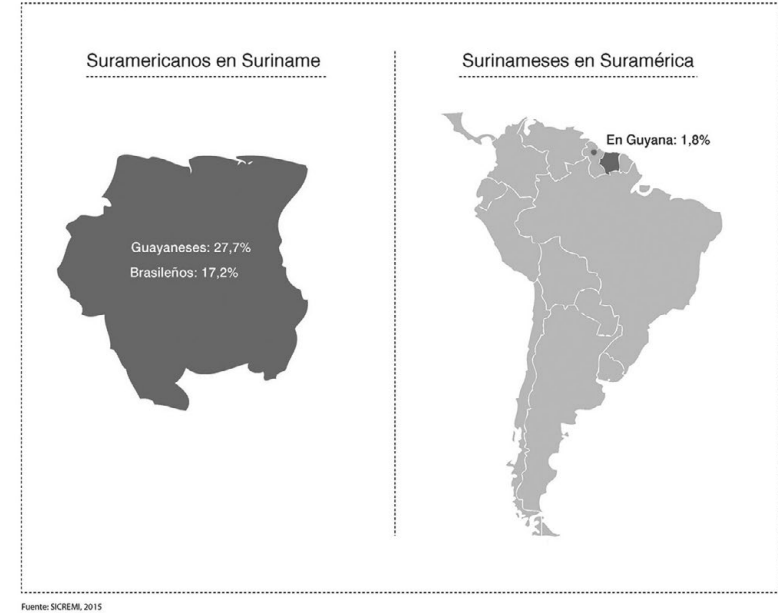 Suramericanos en Suriname
Guayaneses: 27,7%
Brasileños: 17,2%
Surinameses en Suramérica
En Guyana: 1,8%
Fuente: SICREMI, 2015